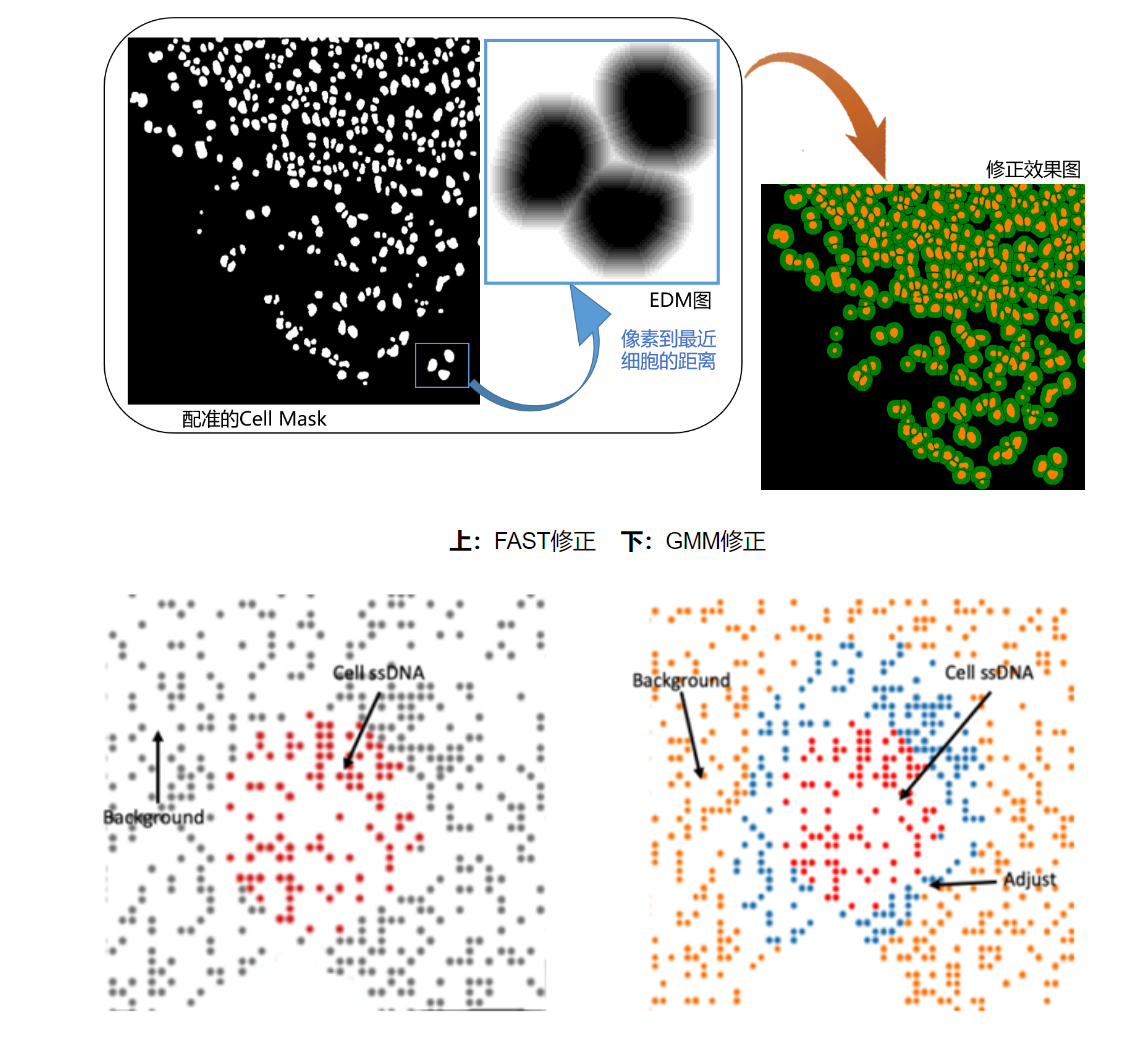 修正效果图
EDM图
像素到最近
细胞的距离
配准的Cell Mask
上：FAST修正 下：GMM修正
Cell ssDNA
Background
Cell ssDNA
Background
Adjust